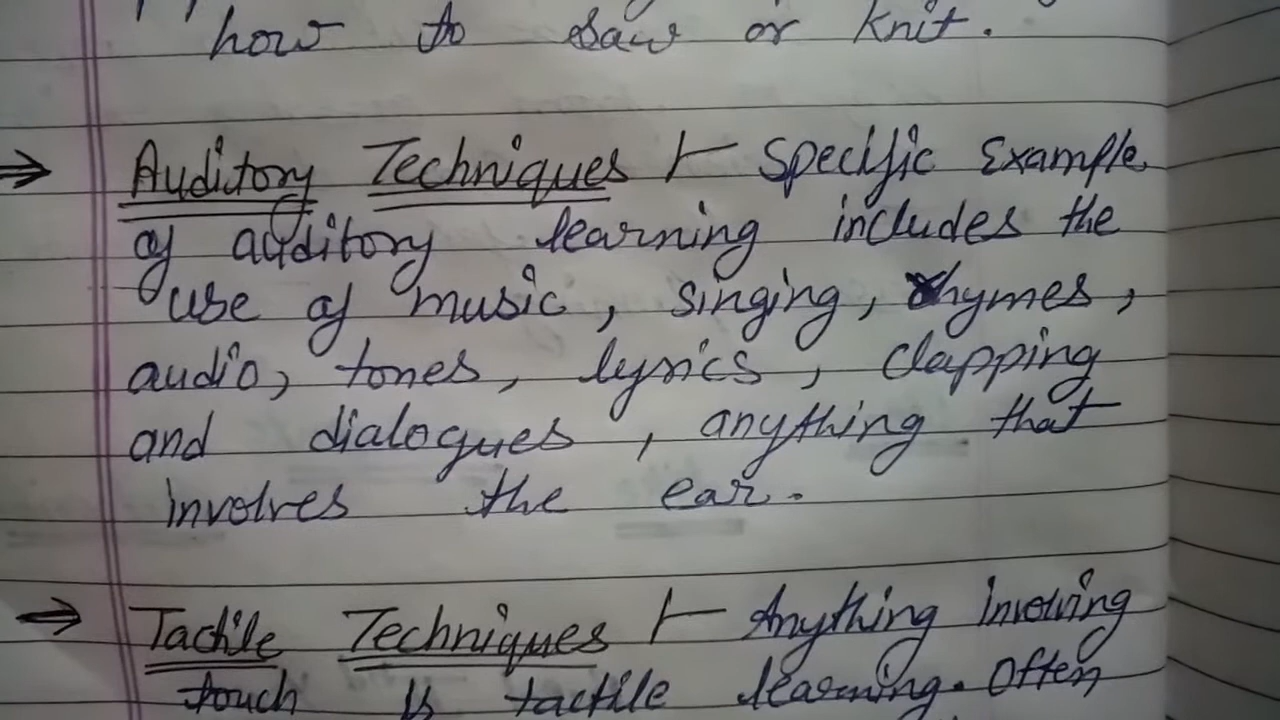 how to saw or knit.
⇒ Auditory Techniques :- Specific Example
of auditory learning includes the
use of music, singing, rhymes,
audio, tones, lyrics, clapping
and dialogues, anything that
involves the ear.
⇒ Tactile Techniques :- Anything involving
touch is tactile learning. Often